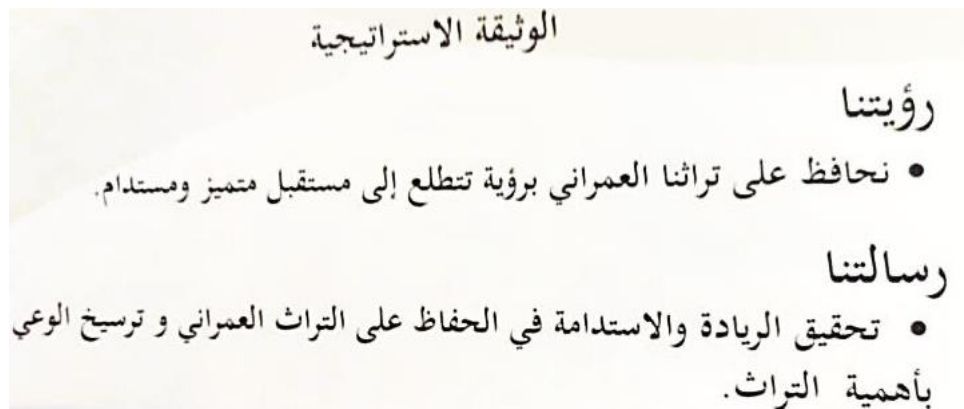 الوثيقة الاستراتيجية
رؤيتنا
• نحافظ على تراثنا العمراني برؤية تتطلع إلى مستقبل متميز ومستدام.
رسالتنا
• تحقيق الريادة والاستدامة في الحفاظ على التراث العمراني و ترسيخ الوعي
بأهمية التراث.